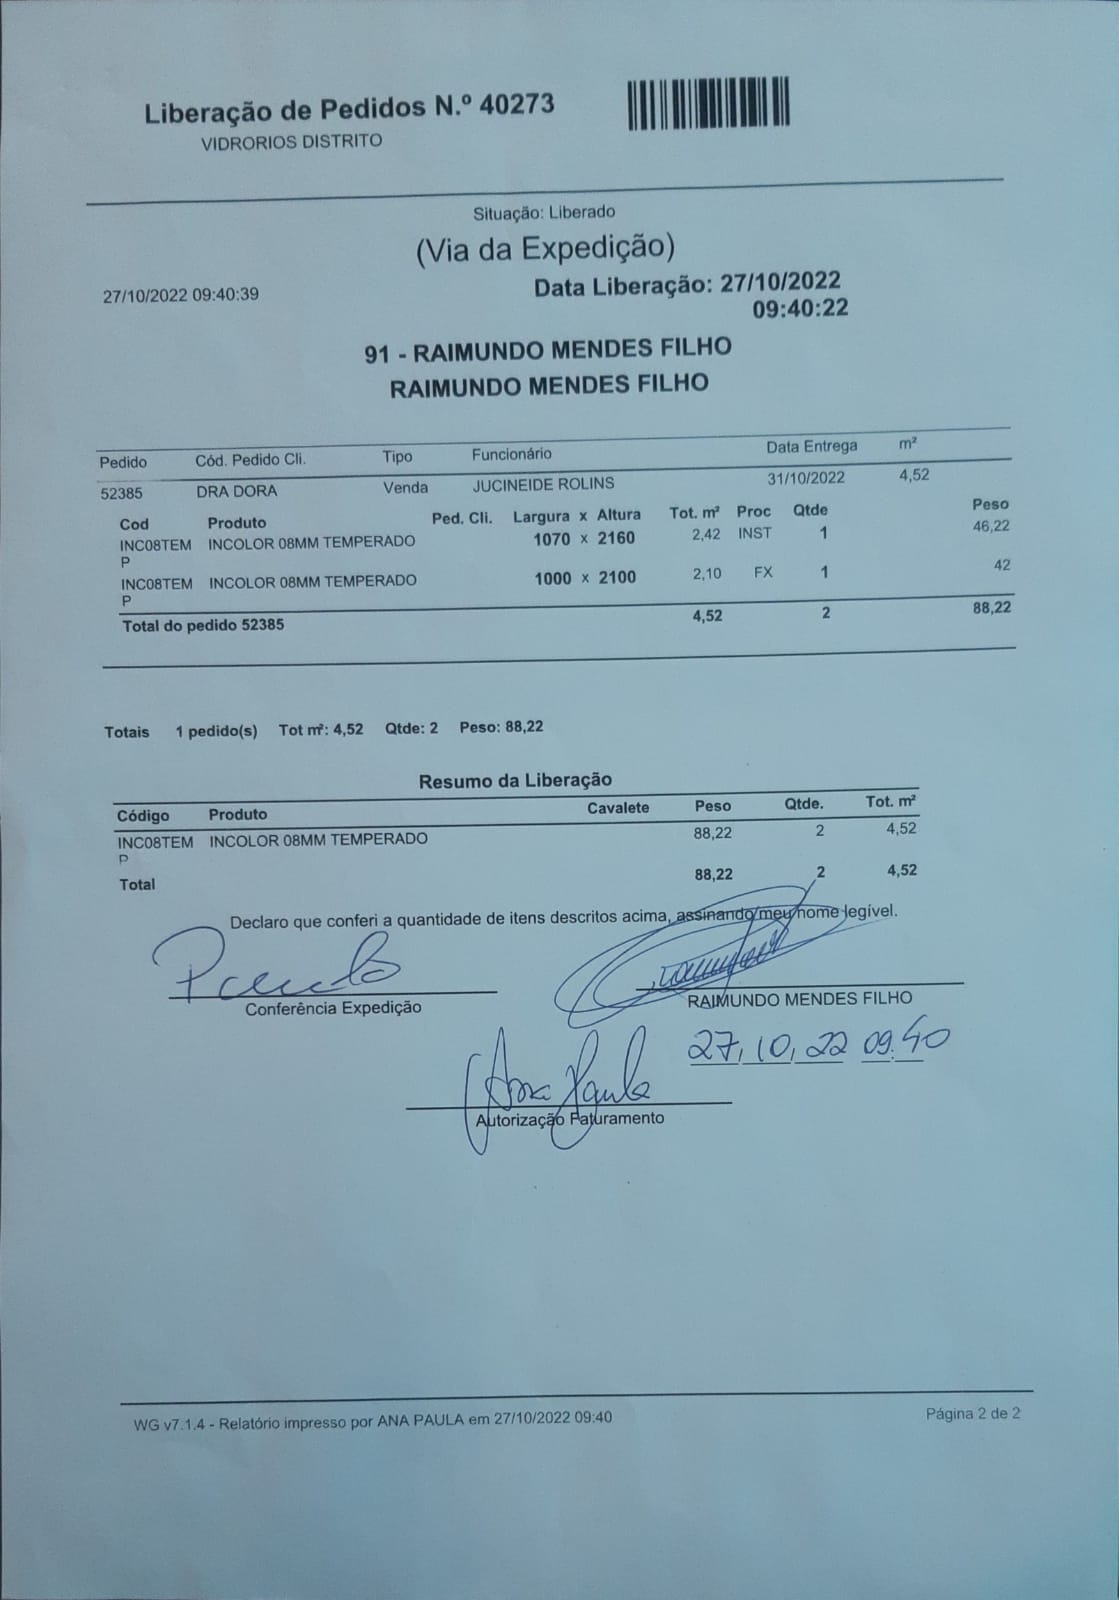 Liberação de Pedidos N.º 40273
VIDRORIOS DISTRITO
Situação: Liberado
(Via da Expedição)
27/10/2022 09:40:39
Data Liberação: 27/10/2022
09:40:22
91 - RAIMUNDO MENDES FILHO
RAIMUNDO MENDES FILHO
Pedido Cód. Pedido Cli. Tipo Funcionário Data Entrega m²
52385 DRA DORA Venda JUCINEIDE ROLINS 31/10/2022 4,52
Cod Produto Ped. Cli. Largura x Altura Tot. m² Proc Qtde Peso
INC08TEM INCOLOR 08MM TEMPERADO 1070 x 2160 2,42 INST 1 46,22
P
INC08TEM INCOLOR 08MM TEMPERADO 1000 x 2100 2,10 FX 1 42
P
Total do pedido 52385 4,52 2 88,22
Totais 1 pedido(s) Tot m²: 4,52 Qtde: 2 Peso: 88,22
Resumo da Liberação
Código Produto Cavalete Peso Qtde. Tot. m²
INC08TEM INCOLOR 08MM TEMPERADO 88,22 2 4,52
P
Total 88,22 2 4,52
Declaro que conferi a quantidade de itens descritos acima, assinando meu nome legível.
Conferência Expedição
RAIMUNDO MENDES FILHO
27, 10, 22 09:40
Ana Paula
Autorização Faturamento
WG v7.1.4 - Relatório impresso por ANA PAULA em 27/10/2022 09:40
Página 2 de 2